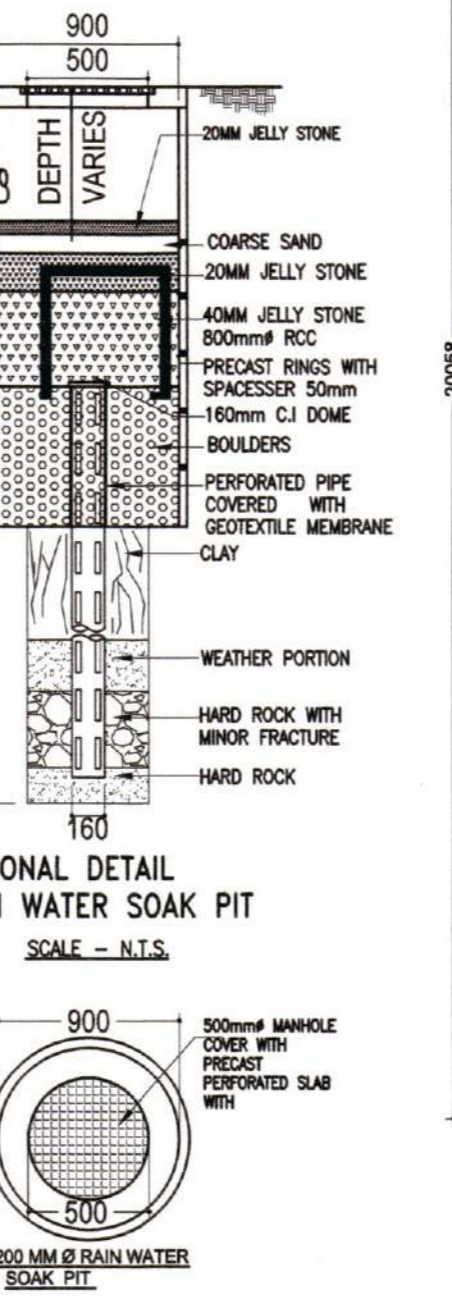 900
500
DEPTH
VARIES
20MM JELLY STONE
COARSE SAND
20MM JELLY STONE
40MM JELLY STONE
800mmø RCC
PRECAST RINGS WITH
SPACESSER 50mm
160mm C.I DOME
BOULDERS
PERFORATED PIPE
COVERED WITH
GEOTEXTILE MEMBRANE
CLAY
WEATHER PORTION
HARD ROCK WITH
MINOR FRACTURE
HARD ROCK
160
20058
ONAL DETAIL
WATER SOAK PIT
SCALE - N.T.S.
900
500mmø MANHOLE
COVER WITH
PRECAST
PERFORATED SLAB
WITH
500
200 MM Ø RAIN WATER
SOAK PIT